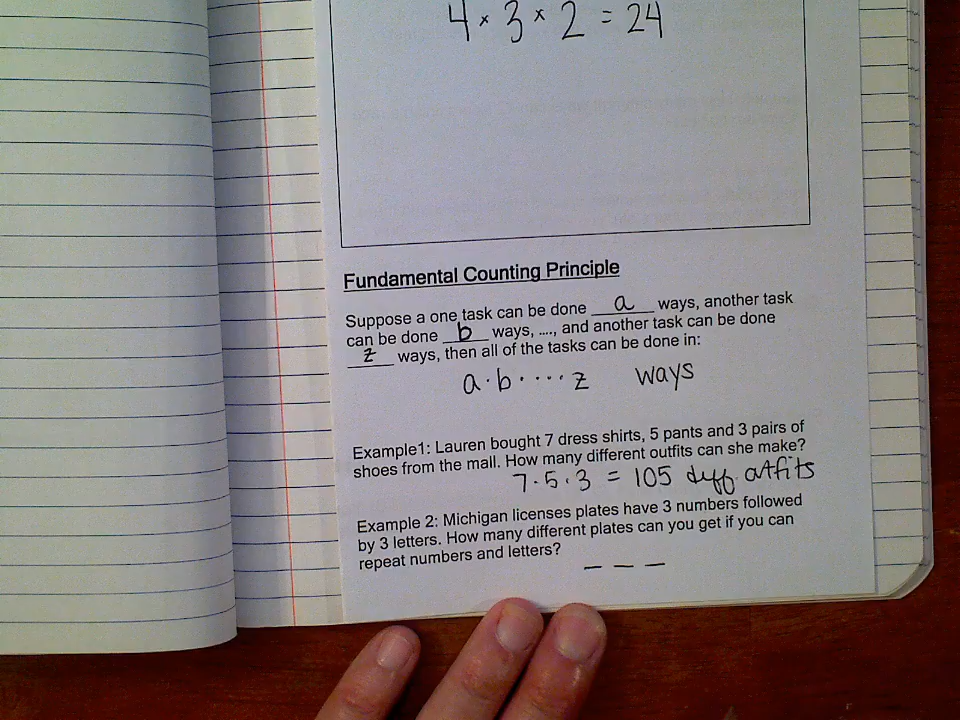 4 × 3 × 2 = 24
Fundamental Counting Principle
Suppose a one task can be done a ways, another task
can be done b ways, ...., and another task can be done
z ways, then all of the tasks can be done in:
a · b · · · · z ways
Example1: Lauren bought 7 dress shirts, 5 pants and 3 pairs of
shoes from the mall. How many different outfits can she make?
7 · 5 · 3 = 105 diff. outfits
Example 2: Michigan licenses plates have 3 numbers followed
by 3 letters. How many different plates can you get if you can
repeat numbers and letters?
_ _ _